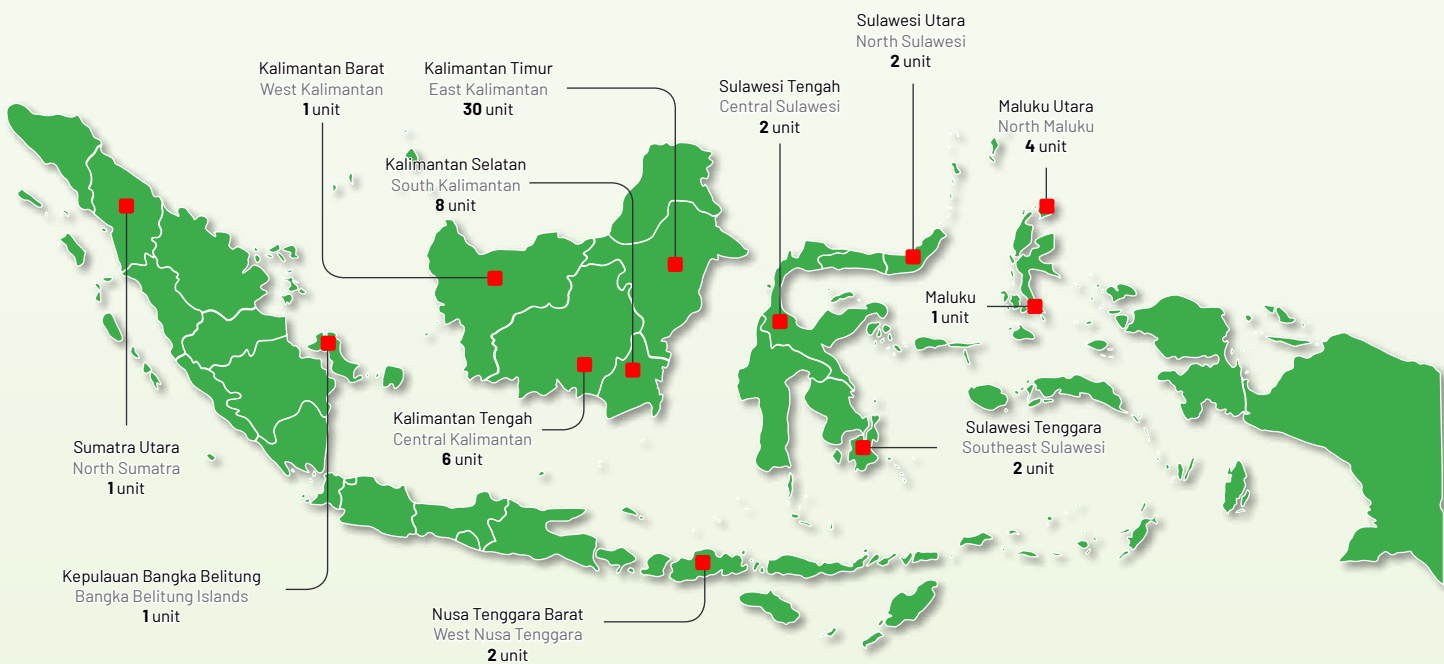 Sulawesi Utara
North Sulawesi
2 unit
Kalimantan Barat
West Kalimantan
1 unit
Kalimantan Timur
East Kalimantan
30 unit
Sulawesi Tengah
Central Sulawesi
2 unit
Maluku Utara
North Maluku
4 unit
Kalimantan Selatan
South Kalimantan
8 unit
Maluku
1 unit
Kalimantan Tengah
Central Kalimantan
6 unit
Sulawesi Tenggara
Southeast Sulawesi
2 unit
Sumatra Utara
North Sumatra
1 unit
Kepulauan Bangka Belitung
Bangka Belitung Islands
1 unit
Nusa Tenggara Barat
West Nusa Tenggara
2 unit